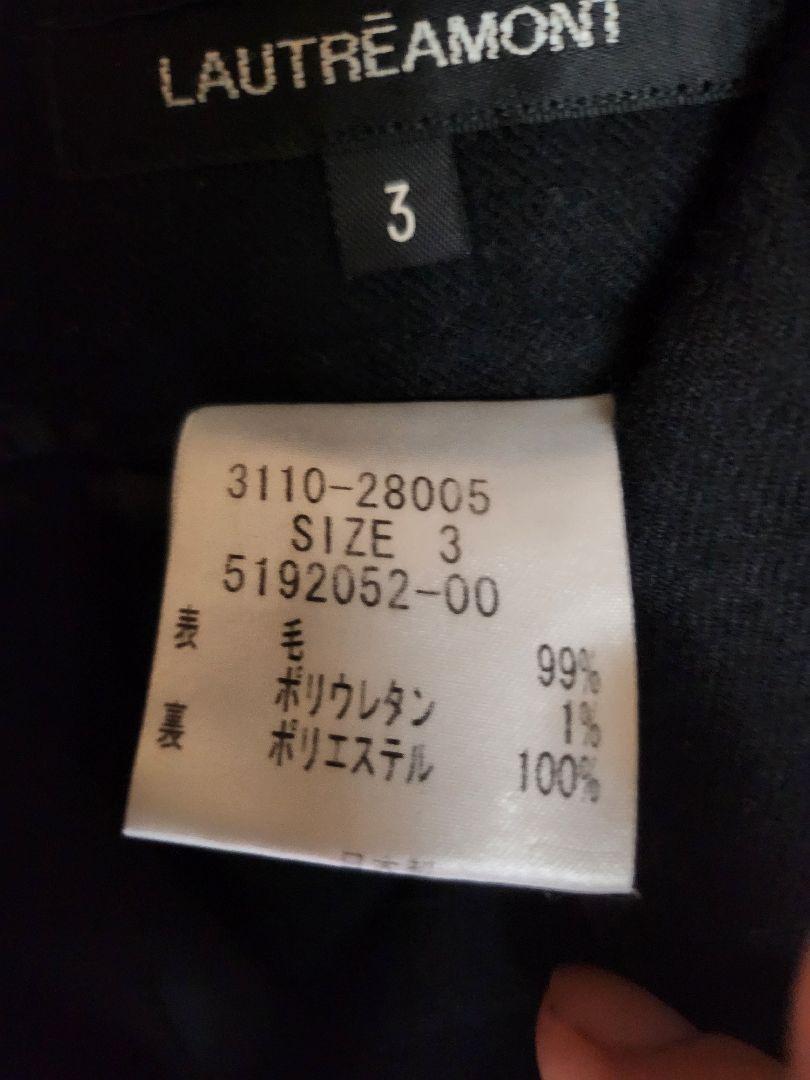 LAUTRĒAMONT
3
3110-28005
SIZE 3
5192052-00
表 毛 99%
ポリウレタン 1%
裏 ポリエステル 100%